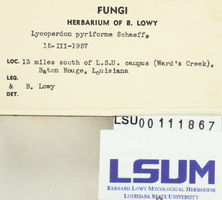 FUNGI
HERBARIUM OF B. LOWY
Lycoperdon pyriforme Schaeff.
15-III-1957
LOC. 13 miles south of L.S.U. campus (Ward's Creek),
Baton Rouge, Louisiana
LEG.
& B. Lowy
DET.
LSU00111867
LSUM
BERNARD LOWY MYCOLOGICAL HERBARIUM
LOUISIANA STATE UNIVERSITY